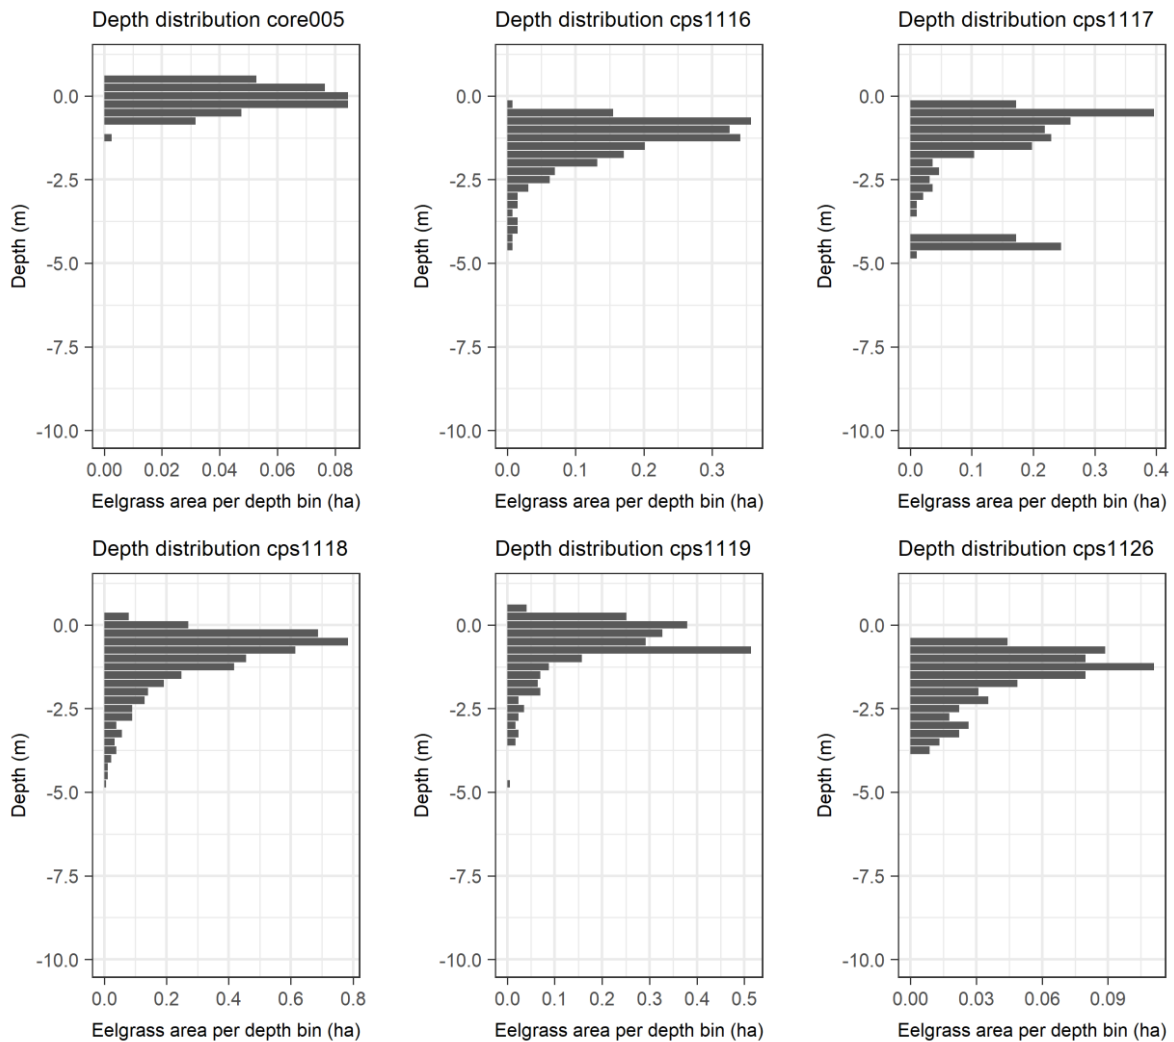 Depth distribution core005
0.0
-2.5
-5.0
-7.5
-10.0
Depth (m)
0.00 0.02 0.04 0.06 0.08
Eelgrass area per depth bin (ha)
Depth distribution cps1116
0.0
-2.5
-5.0
-7.5
-10.0
Depth (m)
0.0 0.1 0.2 0.3
Eelgrass area per depth bin (ha)
Depth distribution cps1117
0.0
-2.5
-5.0
-7.5
-10.0
Depth (m)
0.0 0.1 0.2 0.3 0.4
Eelgrass area per depth bin (ha)
Depth distribution cps1118
0.0
-2.5
-5.0
-7.5
-10.0
Depth (m)
0.0 0.2 0.4 0.6 0.8
Eelgrass area per depth bin (ha)
Depth distribution cps1119
0.0
-2.5
-5.0
-7.5
-10.0
Depth (m)
0.0 0.1 0.2 0.3 0.4 0.5
Eelgrass area per depth bin (ha)
Depth distribution cps1126
0.0
-2.5
-5.0
-7.5
-10.0
Depth (m)
0.00 0.03 0.06 0.09
Eelgrass area per depth bin (ha)